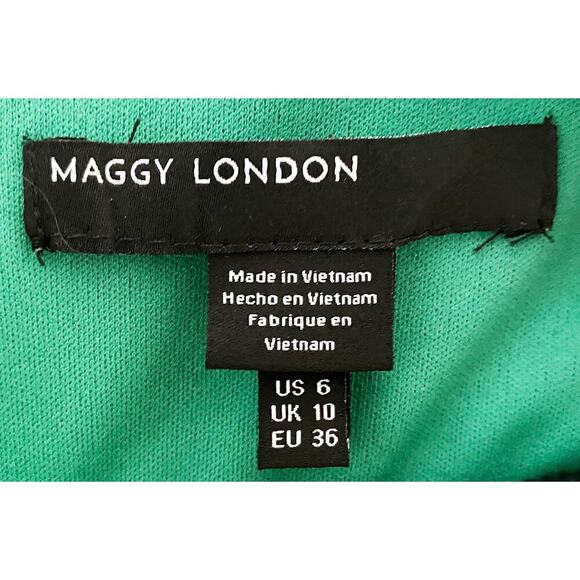 MAGGY LONDON
Made in Vietnam
Hecho en Vietnam
Fabrique en
Vietnam
US 6
UK 10
EU 36